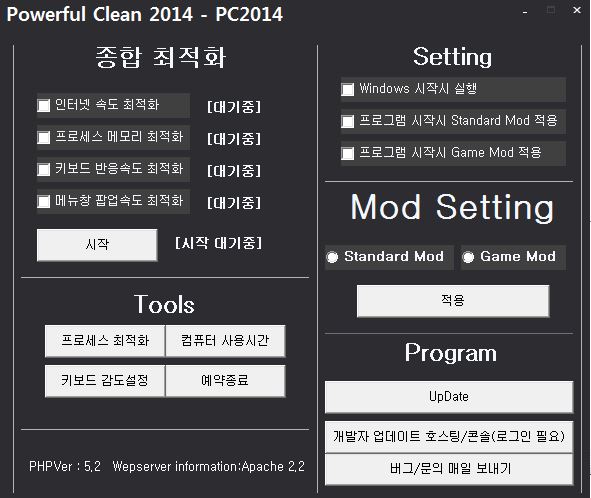 Powerful Clean 2014 - PC2014
종합 최적화
인터넷 속도 최적화 [대기중]
프로세스 메모리 최적화 [대기중]
키보드 반응속도 최적화 [대기중]
메뉴창 팝업속도 최적화 [대기중]
시작 [시작 대기중]
Tools
프로세스 최적화 컴퓨터 사용시간
키보드 감도설정 예약종료
PHPVer : 5,2 Wepserver information:Apache 2,2
Setting
Windows 시작시 실행
프로그램 시작시 Standard Mod 적용
프로그램 시작시 Game Mod 적용
Mod Setting
Standard Mod Game Mod
적용
Program
UpDate
개발자 업데이트 호스팅/콘솔(로그인 필요)
버그/문의 매일 보내기